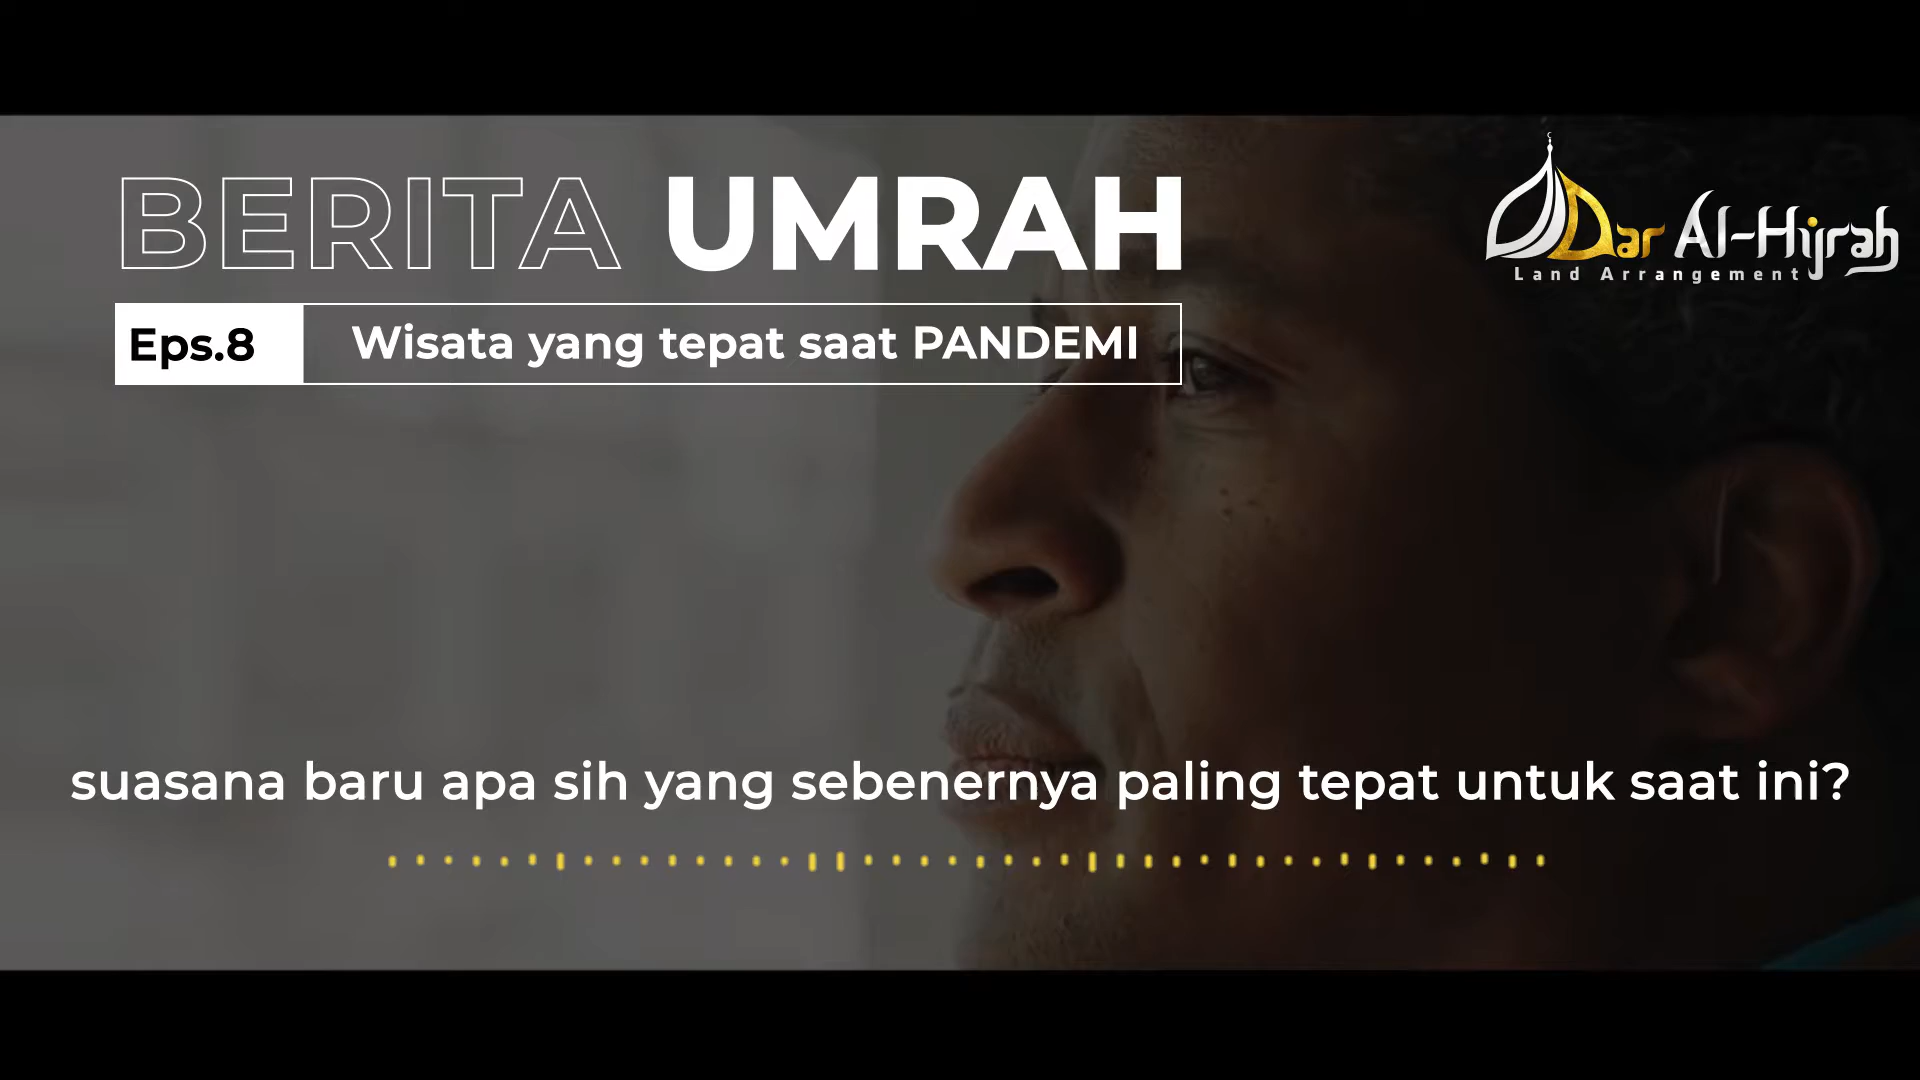 BERITA UMRAH
Eps.8 Wisata yang tepat saat PANDEMI
Dar Al-Hijrah
Land Arrangement
suasana baru apa sih yang sebenernya paling tepat untuk saat ini?